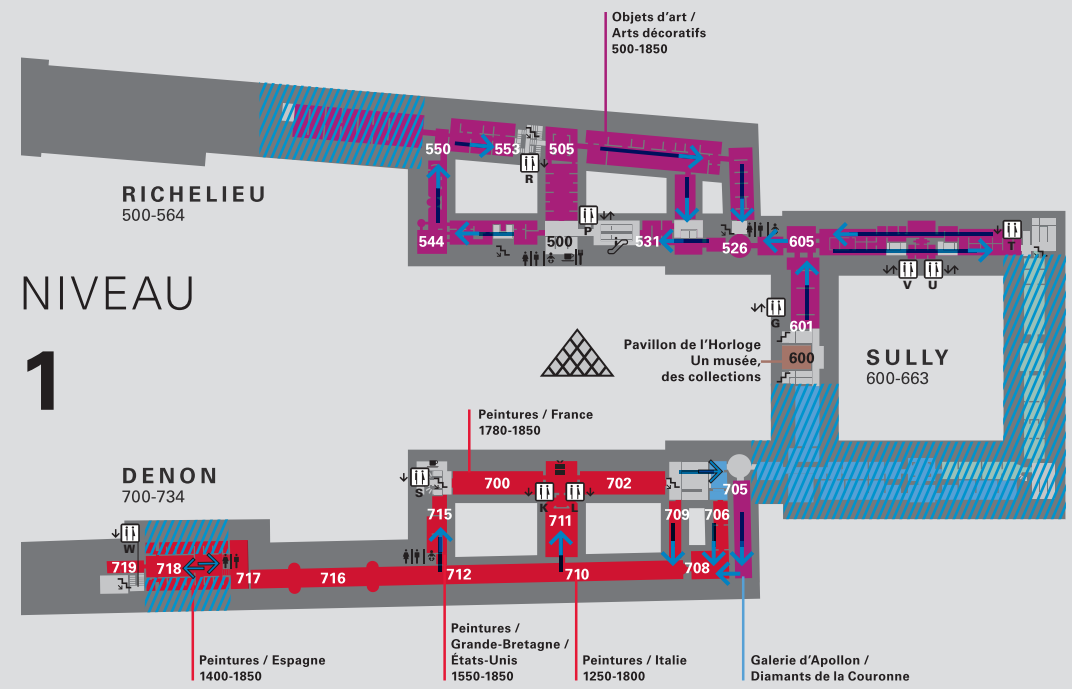 Objets d'art /
Arts décoratifs
500-1850
RICHELIEU
500-564
550
553
505
R
P
544
500
531
526
605
T
V
U
NIVEAU
1
G
601
Pavillon de l'Horloge
Un musée,
des collections
600
SULLY
600-663
Peintures / France
1780-1850
DENON
700-734
S
700
K
L
702
705
715
711
709
706
W
719
718
717
716
712
710
708
Peintures / Espagne
1400-1850
Peintures /
Grande-Bretagne /
États-Unis
1550-1850
Peintures / Italie
1250-1800
Galerie d'Apollon /
Diamants de la Couronne